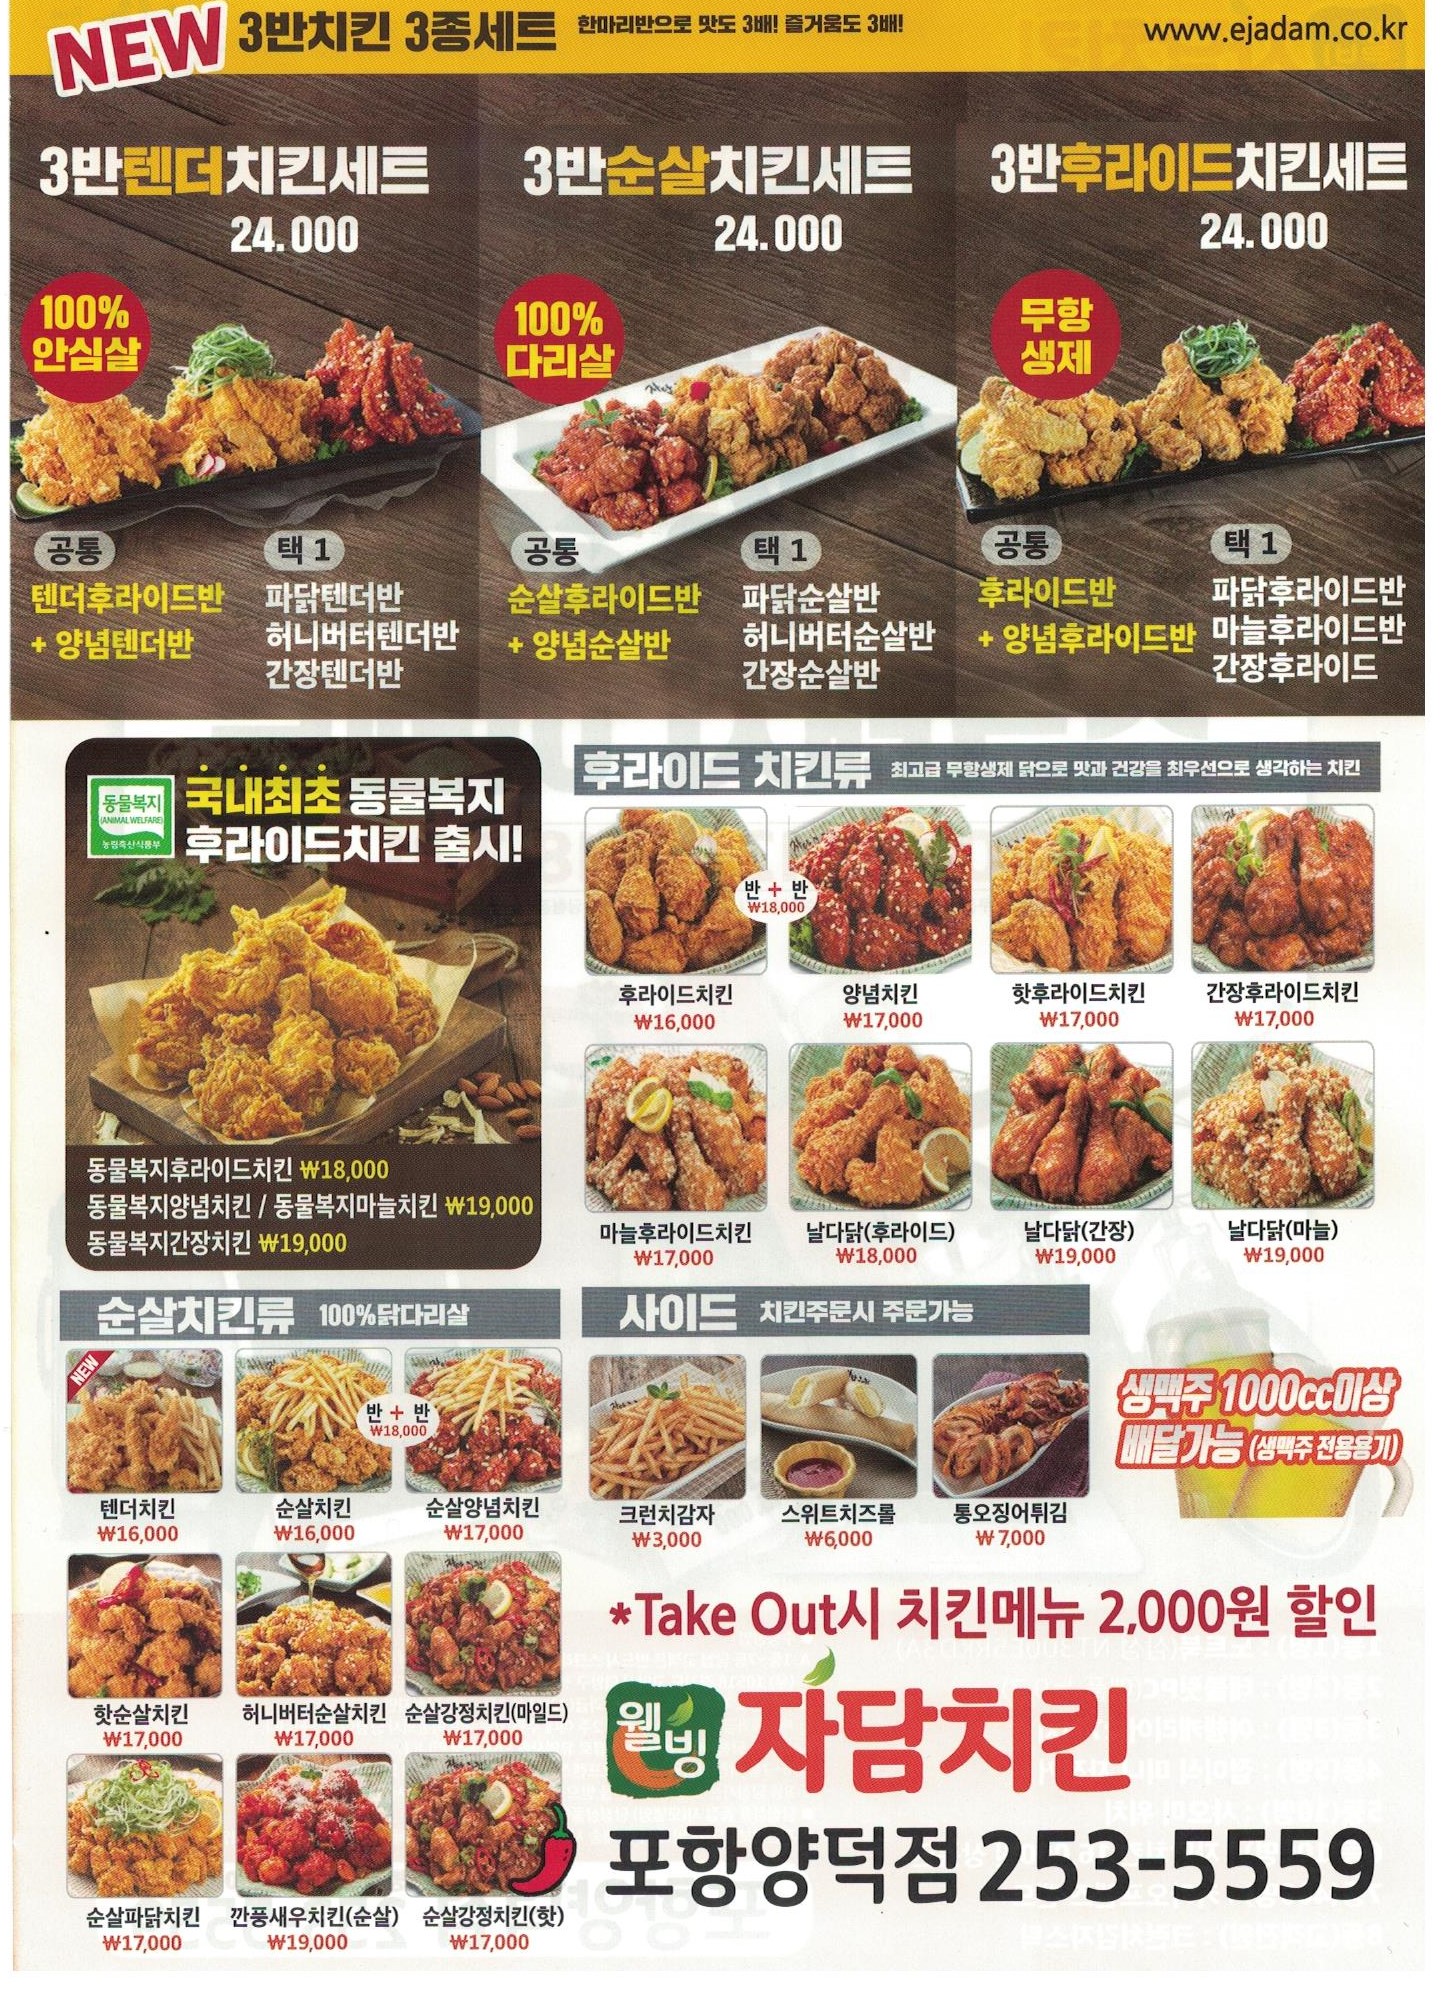 NEW 3반치킨 3종세트 한마리반으로 맛도 3배! 즐거움도 3배! www.ejadam.co.kr
3반텐더치킨세트
24.000
100%
안심살
공통
텐더후라이드반
+ 양념텐더반
택 1
파닭텐더반
허니버터텐더반
간장텐더반
3반순살치킨세트
24.000
100%
다리살
공통
순살후라이드반
+ 양념순살반
택 1
파닭순살반
허니버터순살반
간장순살반
3반후라이드치킨세트
24.000
무항
생제
공통
후라이드반
+ 양념후라이드반
택 1
파닭후라이드반
마늘후라이드반
간장후라이드
동물복지
(ANIMAL WELFARE)
농림축산식품부
국내최초 동물복지
후라이드치킨 출시!
동물복지후라이드치킨 ₩18,000
동물복지양념치킨 / 동물복지마늘치킨 ₩19,000
동물복지간장치킨 ₩19,000
후라이드 치킨류 최고급 무항생제 닭으로 맛과 건강을 최우선으로 생각하는 치킨
반 + 반
₩18,000
후라이드치킨 양념치킨 핫후라이드치킨 간장후라이드치킨
₩16,000 ₩17,000 ₩17,000 ₩17,000
마늘후라이드치킨 날다닭(후라이드) 날다닭(간장) 날다닭(마늘)
₩17,000 ₩18,000 ₩19,000 ₩19,000
순살치킨류 100%닭다리살
NEW
반 + 반
₩18,000
텐더치킨 순살치킨 순살양념치킨
₩16,000 ₩16,000 ₩17,000
핫순살치킨 허니버터순살치킨 순살강정치킨(마일드)
₩17,000 ₩17,000 ₩17,000
순살파닭치킨 깐풍새우치킨(순살) 순살강정치킨(핫)
₩17,000 ₩19,000 ₩17,000
사이드 치킨주문시 주문가능
크런치감자 스위트치즈롤 통오징어튀김
₩3,000 ₩6,000 ₩7,000
생맥주 1000cc이상
배달가능 (생맥주 전용용기)
*Take Out시 치킨메뉴 2,000원 할인
웰빙 자담치킨
포항양덕점 253-5559